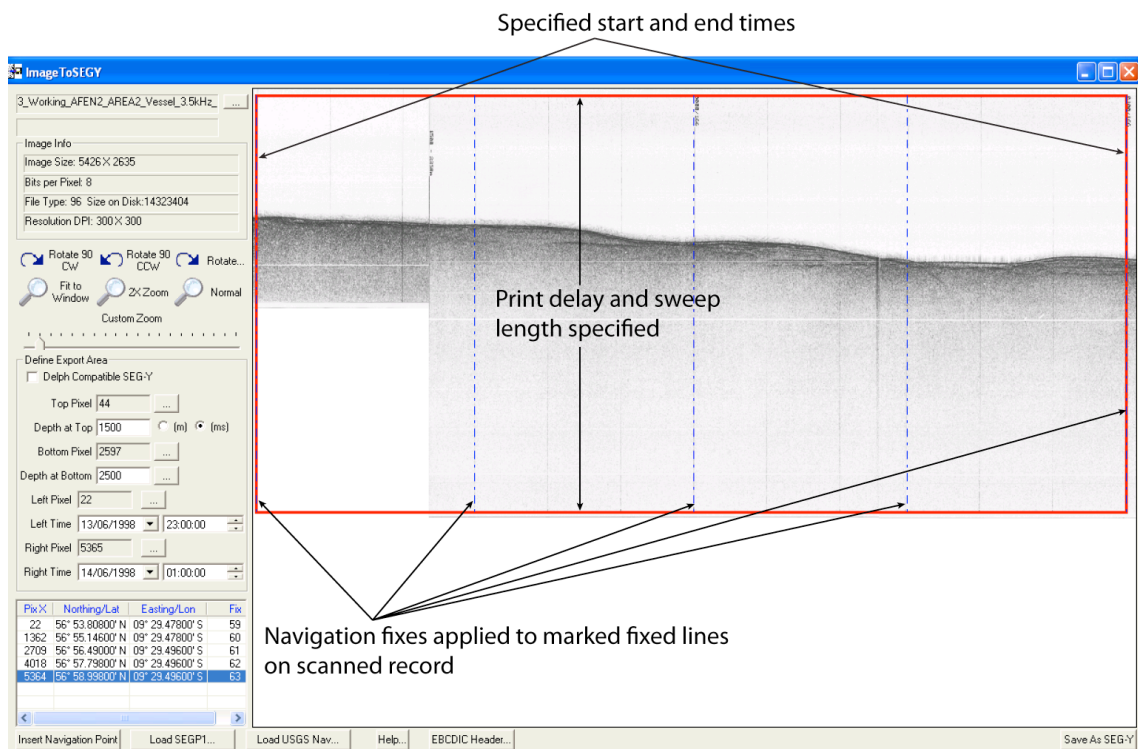 Specified start and end times
ImageToSEGY
3_Working_AFEN2_AREA2_Vessel_3.5kHz_ ...
Image Info
Image Size: 5426 X 2635
Bits per Pixel: 8
File Type: 96 Size on Disk:14323404
Resolution DPI: 300 X 300
Rotate 90 CW
Rotate 90 CCW
Rotate...
Fit to Window
2X Zoom
Normal
Custom Zoom
Define Export Area
Delph Compatible SEG-Y
Top Pixel 44 ...
Depth at Top 1500 (m) (ms)
Bottom Pixel 2597 ...
Depth at Bottom 2500 ...
Left Pixel 22 ...
Left Time 13/06/1998 23:00:00
Right Pixel 5365 ...
Right Time 14/06/1998 01:00:00
Print delay and sweep
length specified
Pix X Northing/Lat Easting/Lon Fix
22 56° 53.80800' N 09° 29.47800' S 59
1362 56° 55.14600' N 09° 29.47800' S 60
2709 56° 56.49000' N 09° 29.49600' S 61
4018 56° 57.79800' N 09° 29.49600' S 62
5364 56° 58.99800' N 09° 29.49600' S 63
Navigation fixes applied to marked fixed lines
on scanned record
Insert Navigation Point
Load SEGP1...
Load USGS Nav...
Help...
EBCDIC Header...
Save As SEG-Y